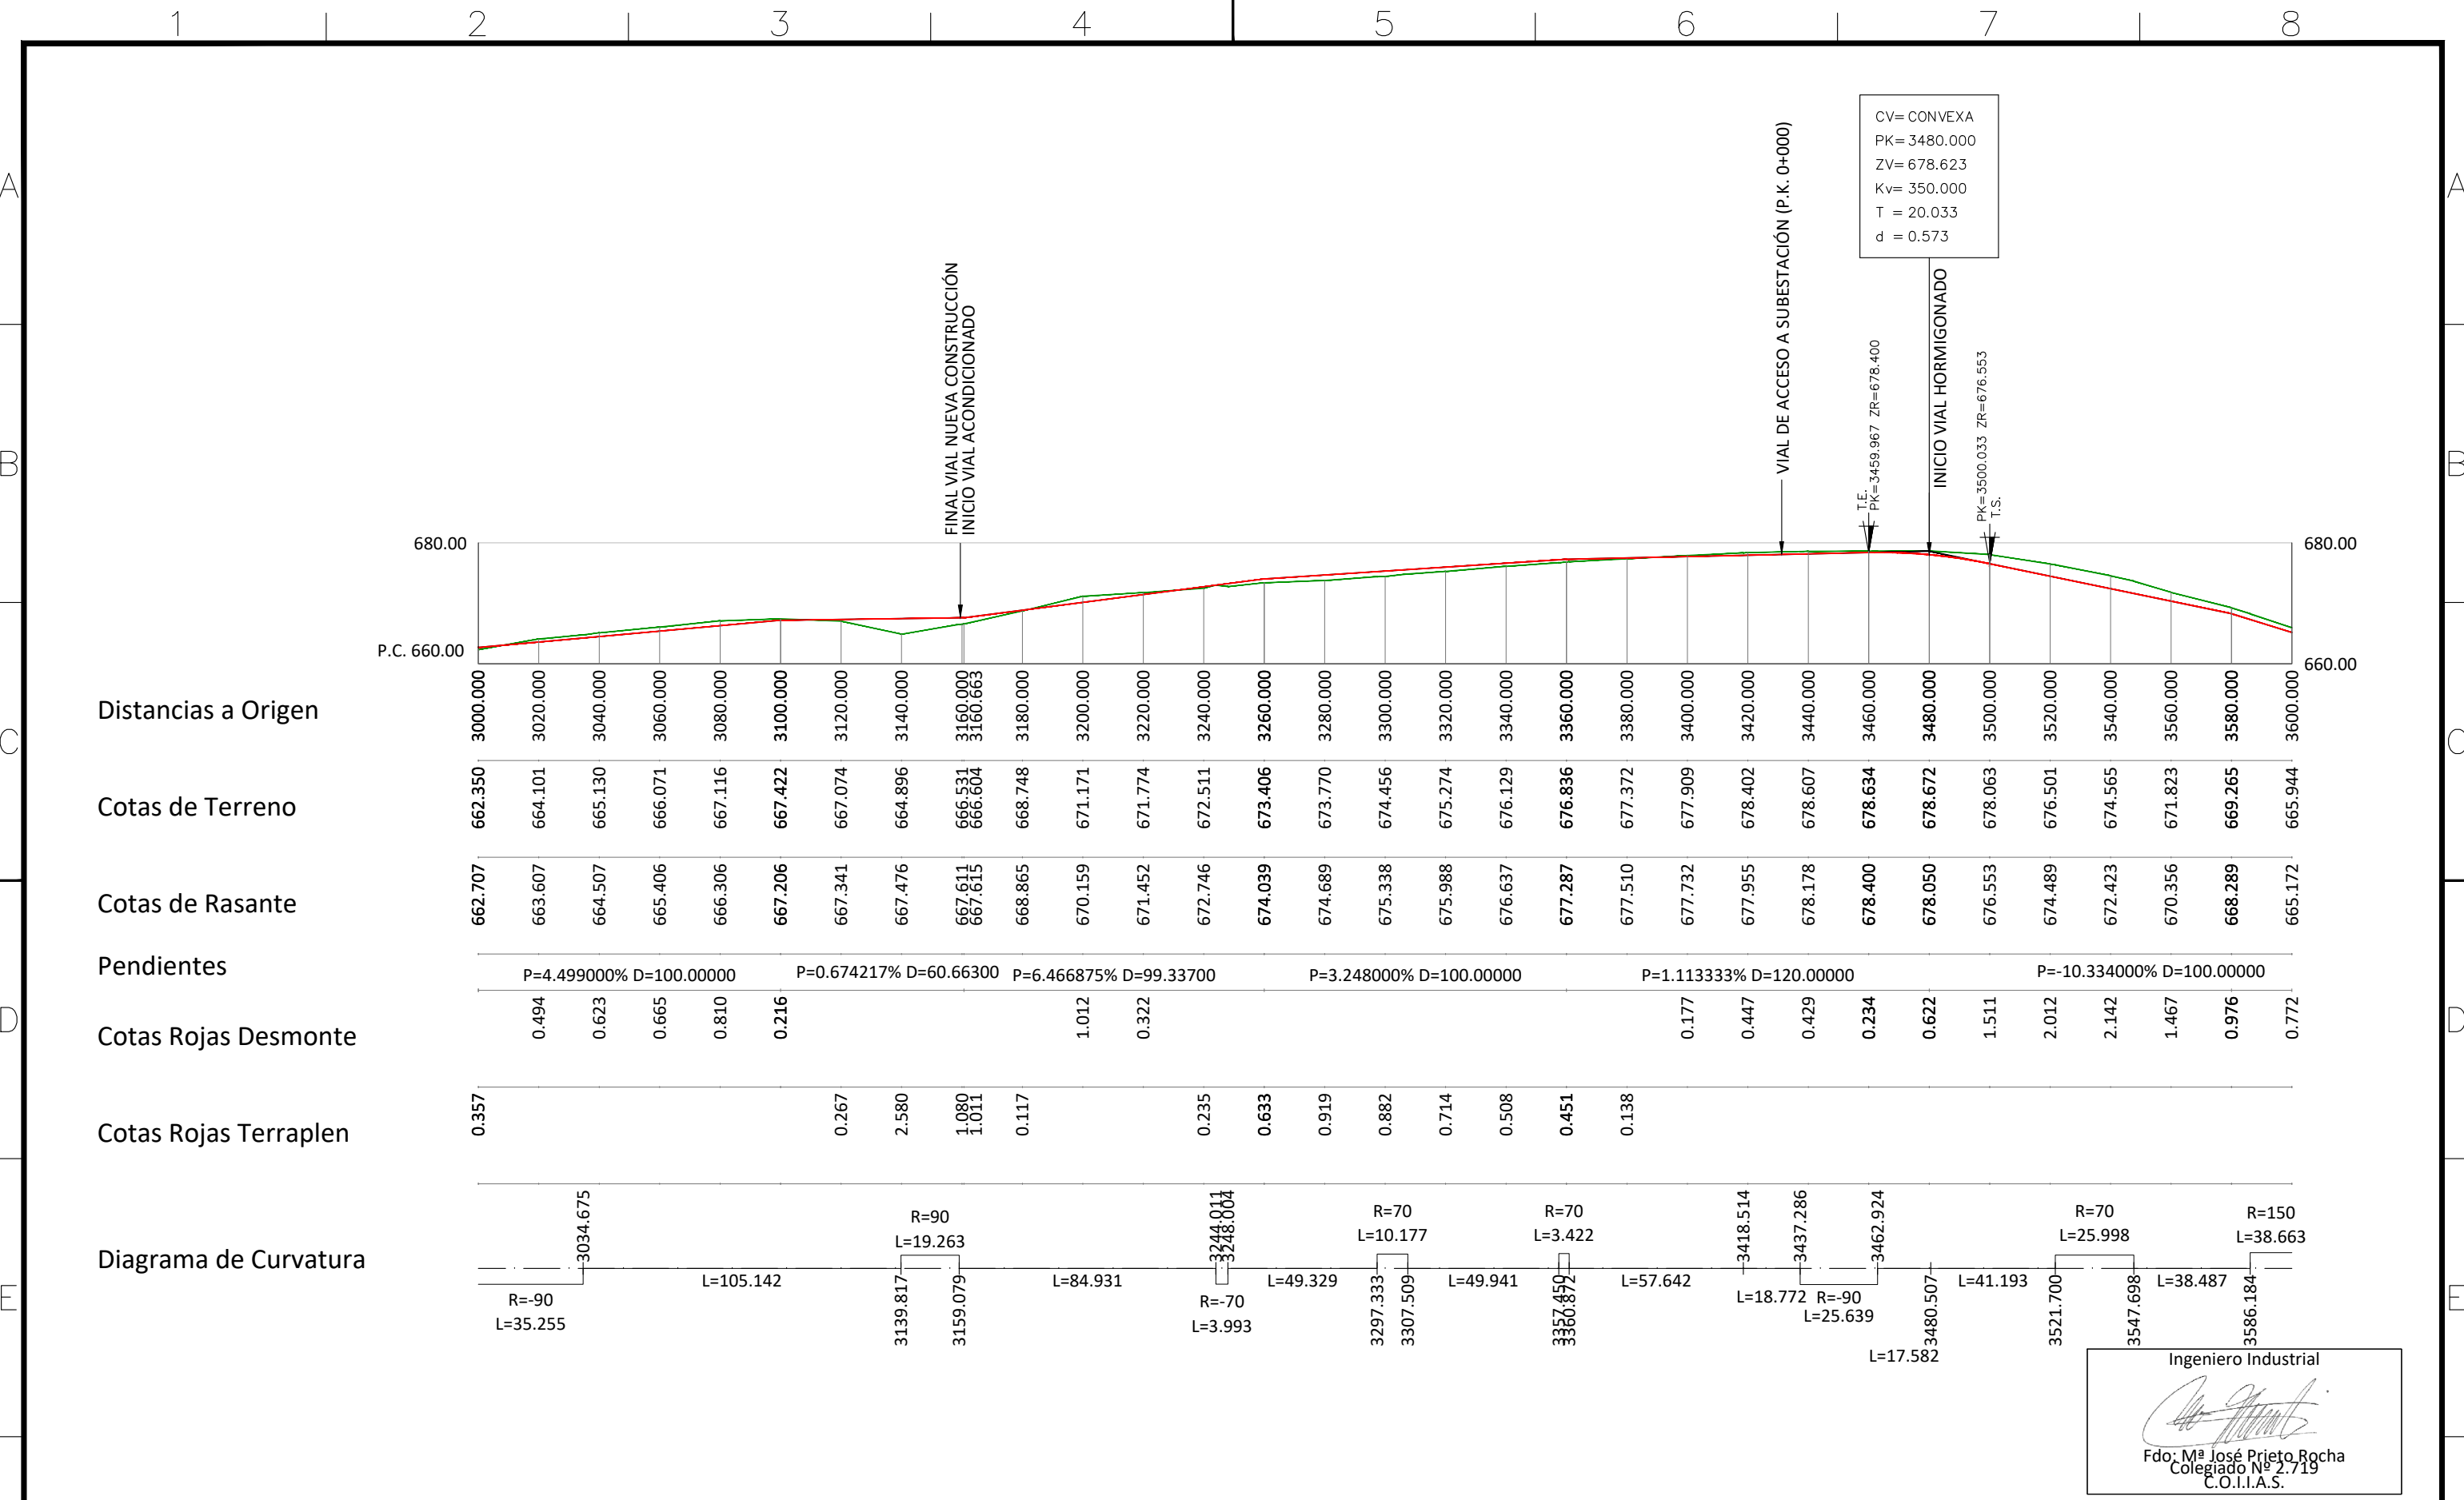 1 2 3 4 5 6 7 8
A A
B B
C C
D D
E E
CV= CONVEXA
PK= 3480.000
ZV= 678.623
Kv= 350.000
T = 20.033
d = 0.573
FINAL VIAL NUEVA CONSTRUCCIÓN
INICIO VIAL ACONDICIONADO
VIAL DE ACCESO A SUBESTACIÓN (P.K. 0+000)
T.E.
PK=3459.967 ZR=678.400
INICIO VIAL HORMIGONADO
PK=3500.033 ZR=676.553
T.S.
680.00 680.00
P.C. 660.00 660.00
Distancias a Origen
3000.000 3020.000 3040.000 3060.000 3080.000 3100.000 3120.000 3140.000 3160.000 3160.663 3180.000 3200.000 3220.000 3240.000 3260.000 3280.000 3300.000 3320.000 3340.000 3360.000 3380.000 3400.000 3420.000 3440.000 3460.000 3480.000 3500.000 3520.000 3540.000 3560.000 3580.000 3600.000
Cotas de Terreno
662.350 664.101 665.130 666.071 667.116 667.422 667.074 664.896 666.531 666.604 668.748 671.171 671.774 672.511 673.406 673.770 674.456 675.274 676.129 676.836 677.372 677.909 678.402 678.607 678.634 678.672 678.063 676.501 674.565 671.823 669.265 665.944
Cotas de Rasante
662.707 663.607 664.507 665.406 666.306 667.206 667.341 667.476 667.611 667.615 668.865 670.159 671.452 672.746 674.039 674.689 675.338 675.988 676.637 677.287 677.510 677.732 677.955 678.178 678.400 678.050 676.553 674.489 672.423 670.356 668.289 665.172
Pendientes
P=4.499000% D=100.00000 P=0.674217% D=60.66300 P=6.466875% D=99.33700 P=3.248000% D=100.00000 P=1.113333% D=120.00000 P=-10.334000% D=100.00000
Cotas Rojas Desmonte
0.494 0.623 0.665 0.810 0.216 1.012 0.322 0.177 0.447 0.429 0.234 0.622 1.511 2.012 2.142 1.467 0.976 0.772
Cotas Rojas Terraplen
0.357 0.267 2.580 1.080 1.011 0.117 0.235 0.633 0.919 0.882 0.714 0.508 0.451 0.138
Diagrama de Curvatura
R=-90
L=35.255
3034.675
L=105.142
3139.817
R=90
L=19.263
3159.079
L=84.931
3244.011
R=-70
L=3.993
3248.004
L=49.329
3297.333
R=70
L=10.177
3307.509
L=49.941
3357.450
R=70
L=3.422
3360.872
L=57.642
3418.514
L=18.772
3437.286
R=-90
L=25.639
3462.924
L=17.582
3480.507
L=41.193
3521.700
R=70
L=25.998
3547.698
L=38.487
3586.184
R=150
L=38.663
Ingeniero Industrial
Fdo: Mª José Prieto Rocha
Colegiado Nº 2.719
C.O.I.I.A.S.